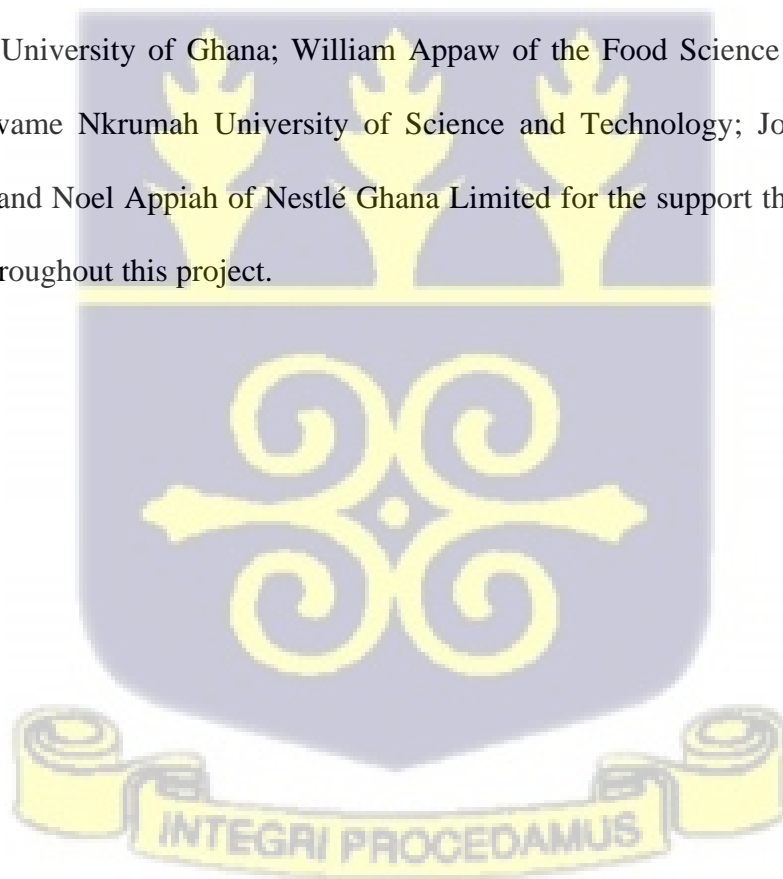 University of Ghana; William Appaw of the Food Science
wame Nkrumah University of Science and Technology; Jo
and Noel Appiah of Nestlé Ghana Limited for the support th
roughout this project.
INTEGRI PROCEDAMUS